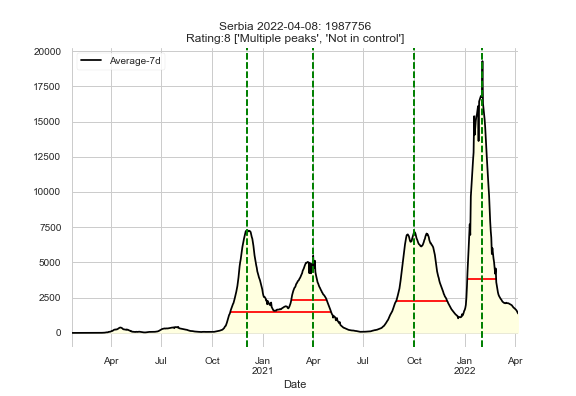 Serbia 2022-04-08: 1987756
Rating:8 ['Multiple peaks', 'Not in control']
20000
Average-7d
17500
15000
12500
10000
7500
5000
2500
0
Apr Jul Oct Jan Apr Jul Oct Jan Apr
2021 2022
Date